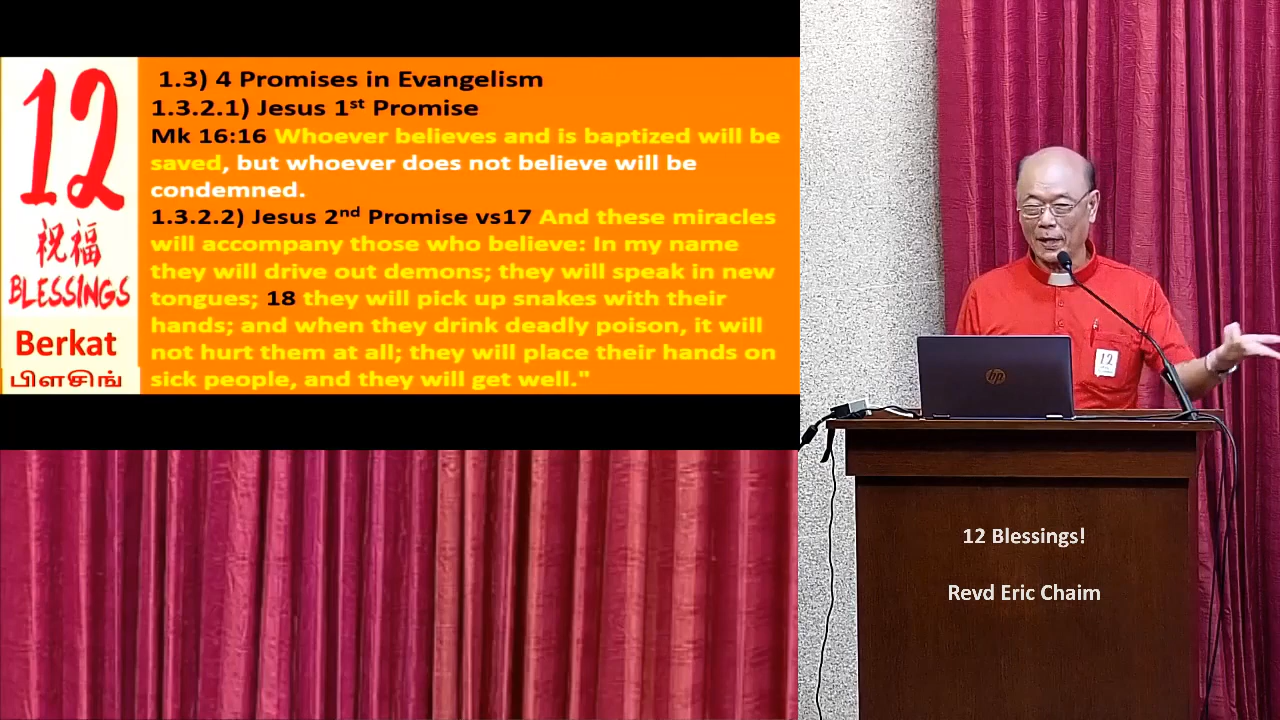 12
祝福
BLESSINGS
Berkat
பிளசிங்
1.3) 4 Promises in Evangelism
1.3.2.1) Jesus 1st Promise
Mk 16:16 Whoever believes and is baptized will be
saved, but whoever does not believe will be
condemned.
1.3.2.2) Jesus 2nd Promise vs17 And these miracles
will accompany those who believe: In my name
they will drive out demons; they will speak in new
tongues; 18 they will pick up snakes with their
hands; and when they drink deadly poison, it will
not hurt them at all; they will place their hands on
sick people, and they will get well."
hp
12
12 Blessings!
Revd Eric Chaim